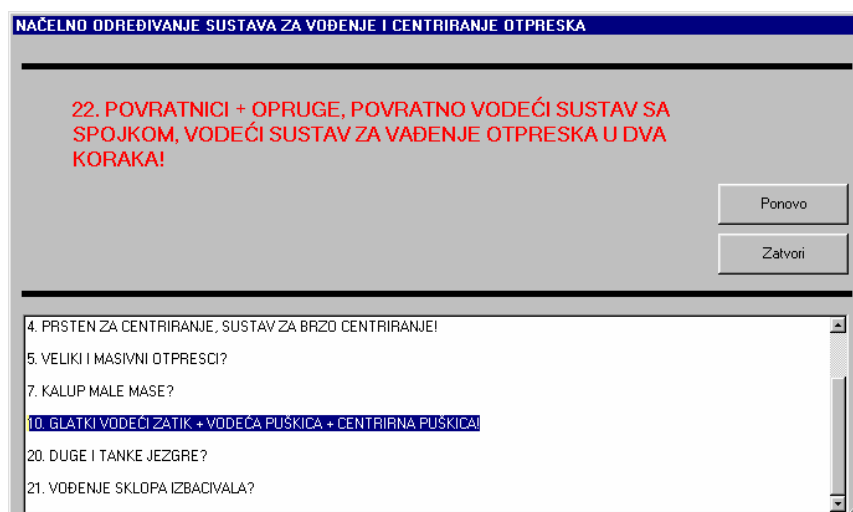 NAČELNO ODREĐIVANJE SUSTAVA ZA VOĐENJE I CENTRIRANJE OTPRESKA
22. POVRATNICI + OPRUGE, POVRATNO VODEĆI SUSTAV SA
SPOJKOM, VODEĆI SUSTAV ZA VAĐENJE OTPRESKA U DVA
KORAKA!
Ponovo
Zatvori
4. PRSTEN ZA CENTRIRANJE, SUSTAV ZA BRZO CENTRIRANJE!
5. VELIKI I MASIVNI OTPRESCI?
7. KALUP MALE MASE?
10. GLATKI VODEĆI ZATIK + VODEĆA PUŠKICA + CENTRIRNA PUŠKICA!
20. DUGE I TANKE JEZGRE?
21. VOĐENJE SKLOPA IZBACIVALA?